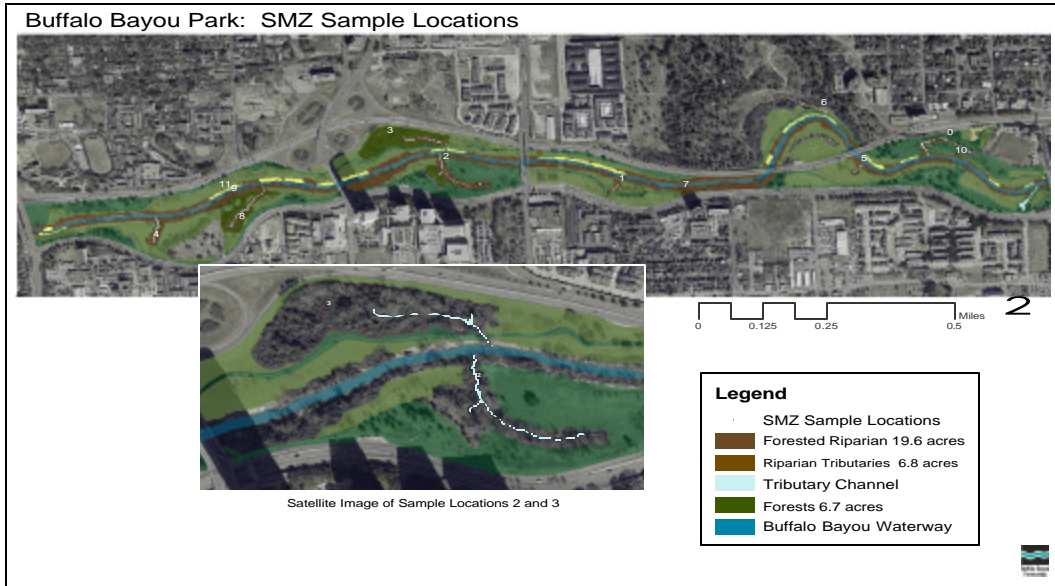 Buffalo Bayou Park: SMZ Sample Locations
6
3
0
2
10
5
1
7
11
9
8
4
3
2
2
Miles
0 0.125 0.25 0.5
Legend
SMZ Sample Locations
Forested Riparian 19.6 acres
Riparian Tributaries 6.8 acres
Tributary Channel
Forests 6.7 acres
Buffalo Bayou Waterway
Satellite Image of Sample Locations 2 and 3